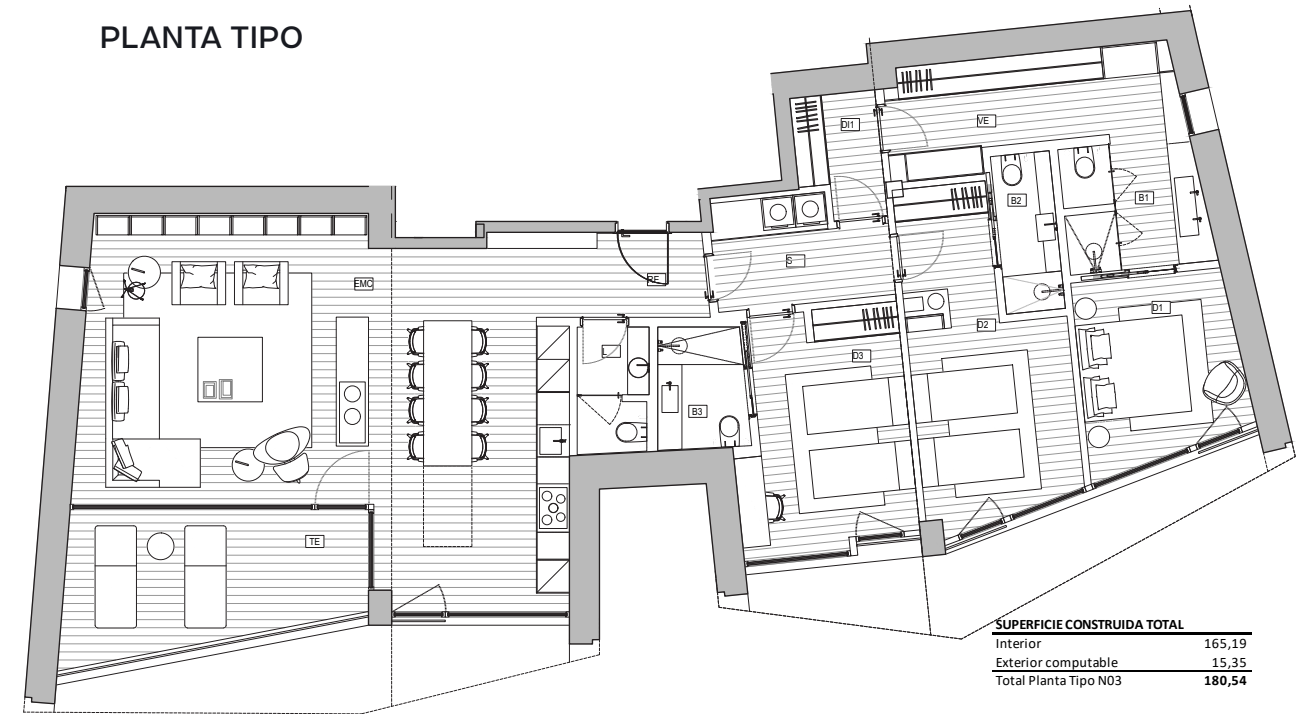 PLANTA TIPO
DI1
VE
B2
B1
EMC
RE
S
D1
D2
L
D3
B3
TE
SUPERFICIE CONSTRUIDA TOTAL
Interior 165,19
Exterior computable 15,35
Total Planta Tipo N03 180,54